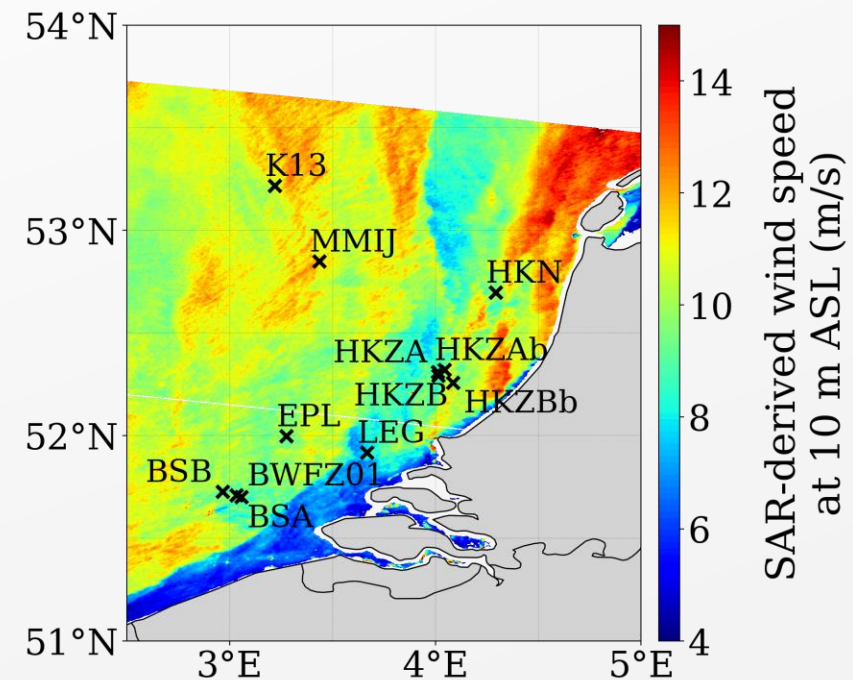 54°N
53°N
52°N
51°N
3°E
4°E
5°E
K13
MMIJ
HKN
HKZA
HKZAb
HKZB
HKZBb
EPL
LEG
BSB
BWFZ01
BSA
14
12
10
8
6
4
SAR-derived wind speed
at 10 m ASL (m/s)